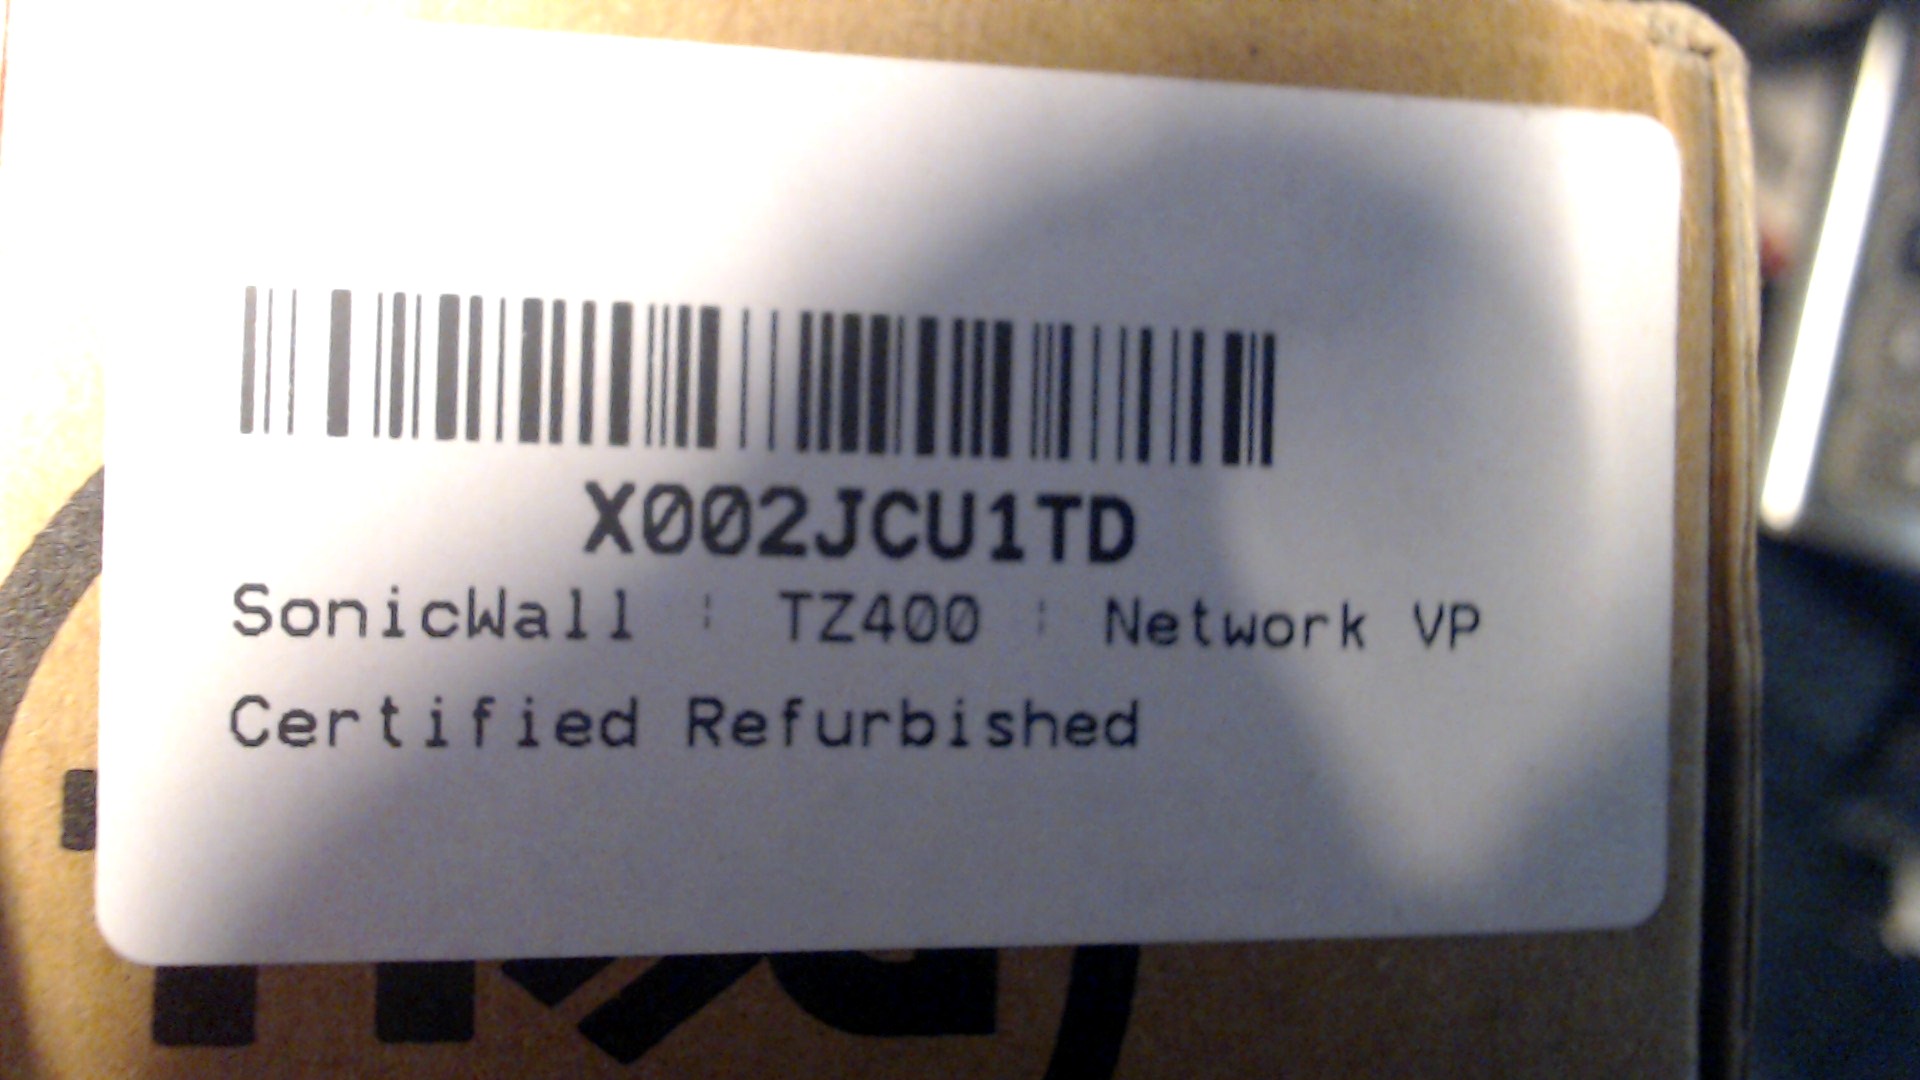 X002JCU1TD
SonicWall ¦ TZ400 ¦ Network VP
Certified Refurbished